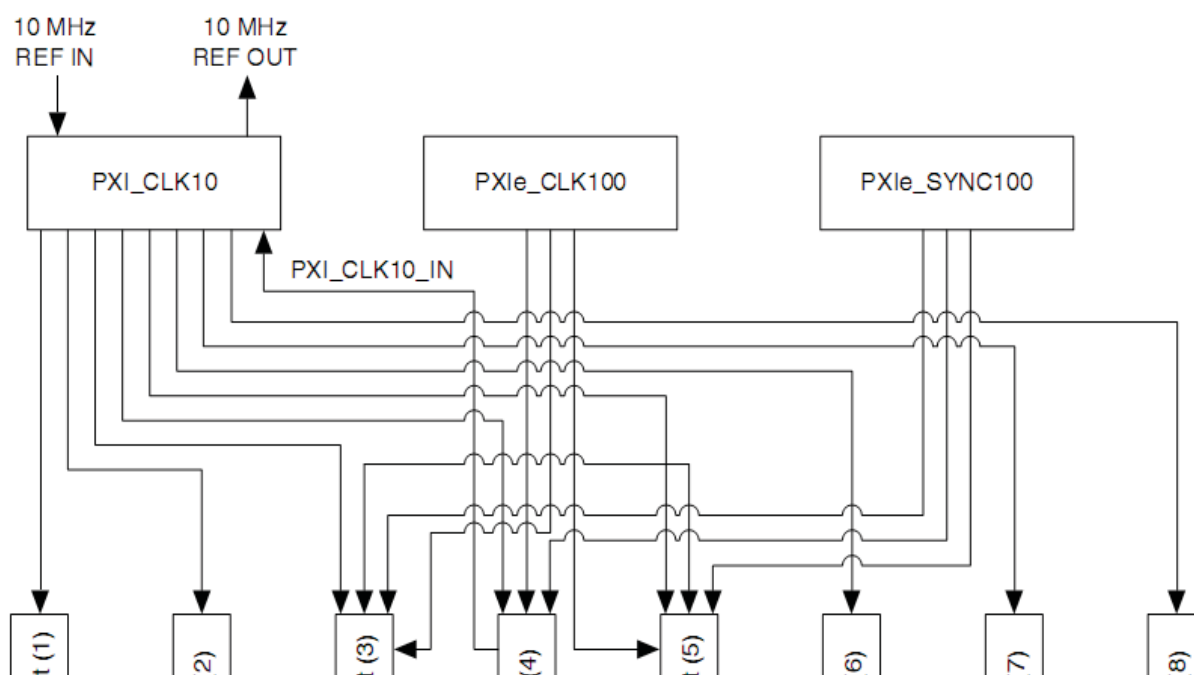 10 MHz
REF IN
10 MHz
REF OUT
PXI_CLK10
PXIe_CLK100
PXIe_SYNC100
PXI_CLK10_IN
t (1)
2)
t (3)
(4)
t (5)
6)
7)
8)